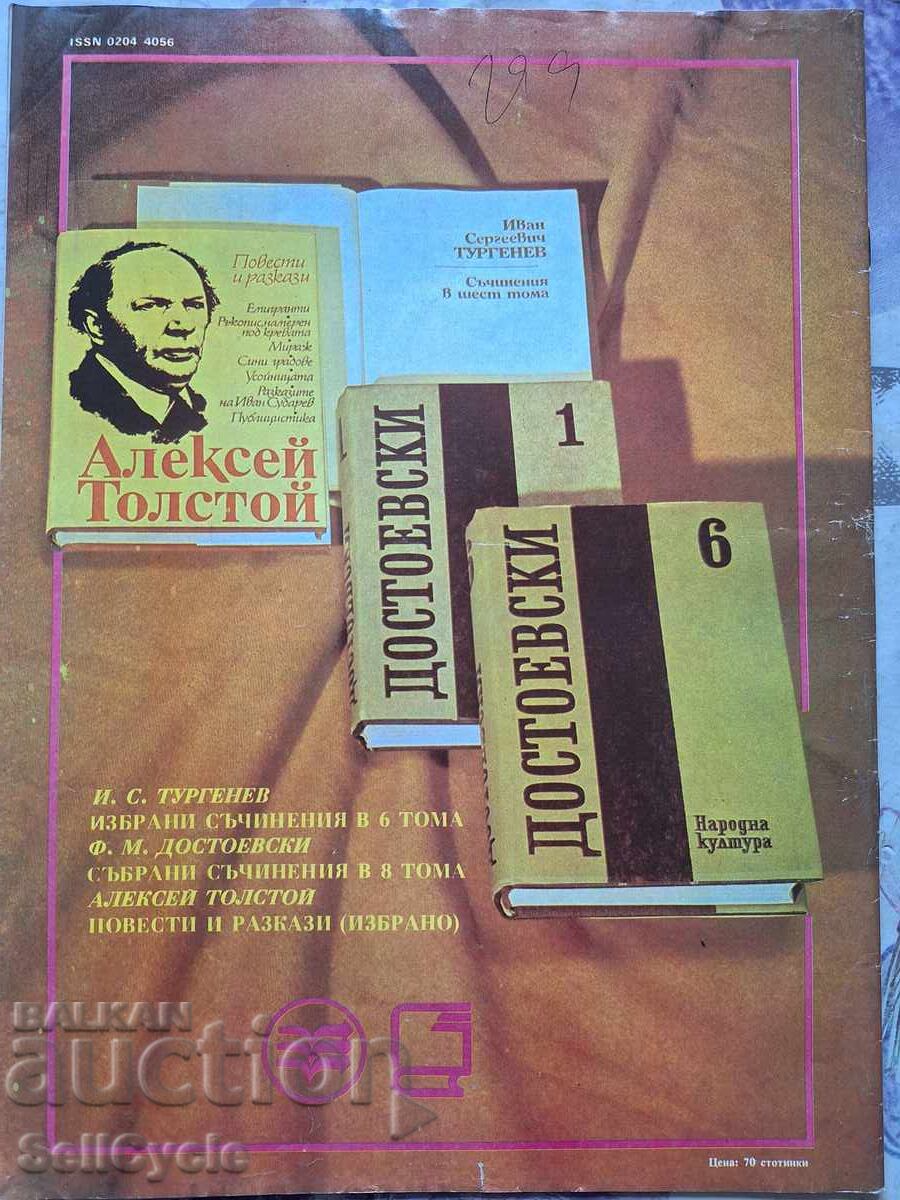 ISSN 0204 4056
Иван
Сергеевич
ТУРГЕНЕВ
Съчинения
в шест тома
Повести
и разкази
Емигранти
Ръкопис, намерен
под кревата
Мираж
Сини градове
Усойницата
Разказите
на Иван Сударев
Публицистика
Алексей
Толстой
ДОСТОЕВСКИ
1
ДОСТОЕВСКИ
6
Народна
култура
И. С. ТУРГЕНЕВ
ИЗБРАНИ СЪЧИНЕНИЯ В 6 ТОМА
Ф. М. ДОСТОЕВСКИ
СЪБРАНИ СЪЧИНЕНИЯ В 8 ТОМА
АЛЕКСЕЙ ТОЛСТОЙ
ПОВЕСТИ И РАЗКАЗИ (ИЗБРАНО)
BALKAN
auction
SellCycle
Цена: 70 стотинки